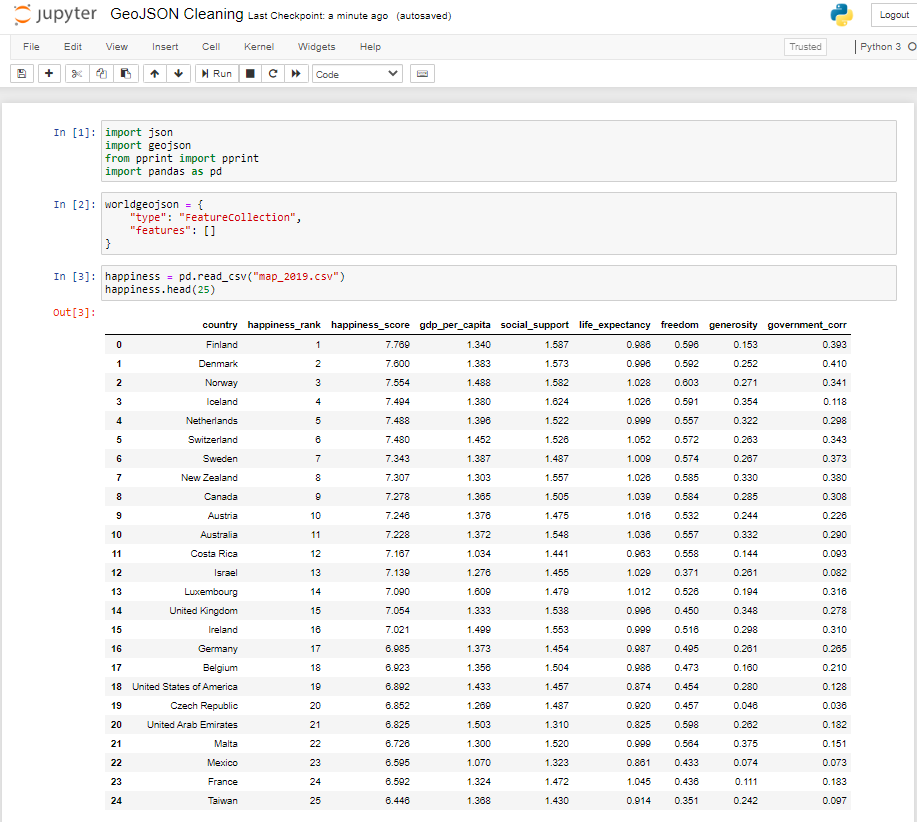 jupyter GeoJSON Cleaning Last Checkpoint: a minute ago (autosaved) Logout
File Edit View Insert Cell Kernel Widgets Help Trusted Python 3
Run Code
In [1]: import json
import geojson
from pprint import pprint
import pandas as pd
In [2]: worldgeojson = {
"type": "FeatureCollection",
"features": []
}
In [3]: happiness = pd.read_csv("map_2019.csv")
happiness.head(25)
Out[3]:
country happiness_rank happiness_score gdp_per_capita social_support life_expectancy freedom generosity government_corr
0 Finland 1 7.769 1.340 1.587 0.986 0.596 0.153 0.393
1 Denmark 2 7.600 1.383 1.573 0.996 0.592 0.252 0.410
2 Norway 3 7.554 1.488 1.582 1.028 0.603 0.271 0.341
3 Iceland 4 7.494 1.380 1.624 1.026 0.591 0.354 0.118
4 Netherlands 5 7.488 1.396 1.522 0.999 0.557 0.322 0.298
5 Switzerland 6 7.480 1.452 1.526 1.052 0.572 0.263 0.343
6 Sweden 7 7.343 1.387 1.487 1.009 0.574 0.267 0.373
7 New Zealand 8 7.307 1.303 1.557 1.026 0.585 0.330 0.380
8 Canada 9 7.278 1.365 1.505 1.039 0.584 0.285 0.308
9 Austria 10 7.246 1.376 1.475 1.016 0.532 0.244 0.226
10 Australia 11 7.228 1.372 1.548 1.036 0.557 0.332 0.290
11 Costa Rica 12 7.167 1.034 1.441 0.963 0.558 0.144 0.093
12 Israel 13 7.139 1.276 1.455 1.029 0.371 0.261 0.082
13 Luxembourg 14 7.090 1.609 1.479 1.012 0.526 0.194 0.316
14 United Kingdom 15 7.054 1.333 1.538 0.996 0.450 0.348 0.278
15 Ireland 16 7.021 1.499 1.553 0.999 0.516 0.298 0.310
16 Germany 17 6.985 1.373 1.454 0.987 0.495 0.261 0.265
17 Belgium 18 6.923 1.356 1.504 0.986 0.473 0.160 0.210
18 United States of America 19 6.892 1.433 1.457 0.874 0.454 0.280 0.128
19 Czech Republic 20 6.852 1.269 1.487 0.920 0.457 0.046 0.036
20 United Arab Emirates 21 6.825 1.503 1.310 0.825 0.598 0.262 0.182
21 Malta 22 6.726 1.300 1.520 0.999 0.564 0.375 0.151
22 Mexico 23 6.595 1.070 1.323 0.861 0.433 0.074 0.073
23 France 24 6.592 1.324 1.472 1.045 0.436 0.111 0.183
24 Taiwan 25 6.446 1.368 1.430 0.914 0.351 0.242 0.097